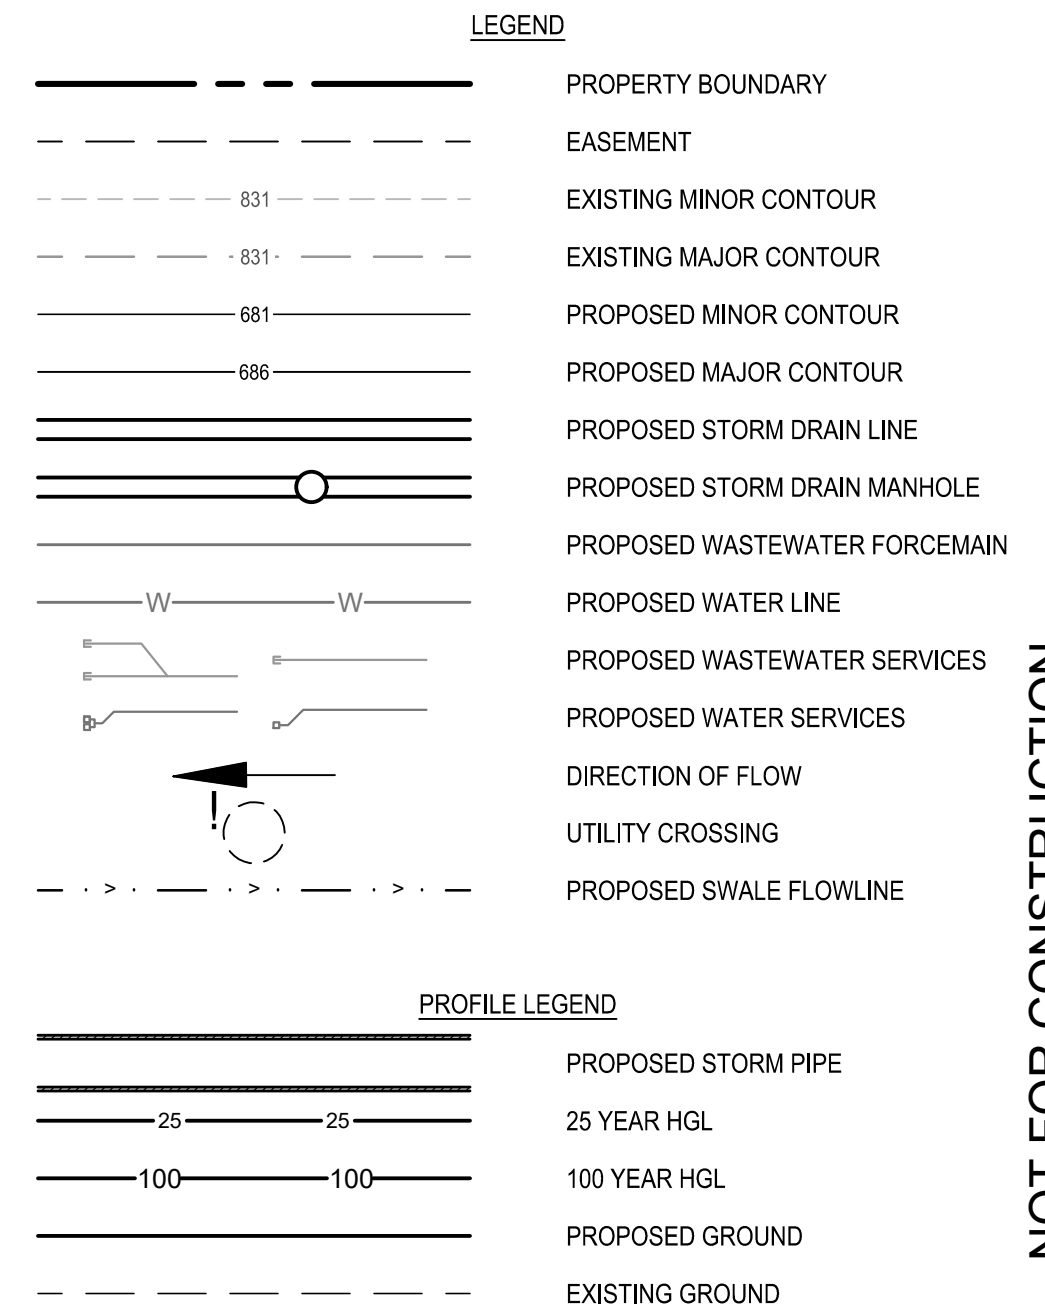 LEGEND
PROPERTY BOUNDARY
EASEMENT
831 EXISTING MINOR CONTOUR
831 EXISTING MAJOR CONTOUR
681 PROPOSED MINOR CONTOUR
686 PROPOSED MAJOR CONTOUR
PROPOSED STORM DRAIN LINE
PROPOSED STORM DRAIN MANHOLE
PROPOSED WASTEWATER FORCEMAIN
W W PROPOSED WATER LINE
PROPOSED WASTEWATER SERVICES
PROPOSED WATER SERVICES
DIRECTION OF FLOW
! UTILITY CROSSING
> > > PROPOSED SWALE FLOWLINE
PROFILE LEGEND
PROPOSED STORM PIPE
25 25 25 YEAR HGL
100 100 100 YEAR HGL
PROPOSED GROUND
EXISTING GROUND
NOT FOR CONSTRUCTION